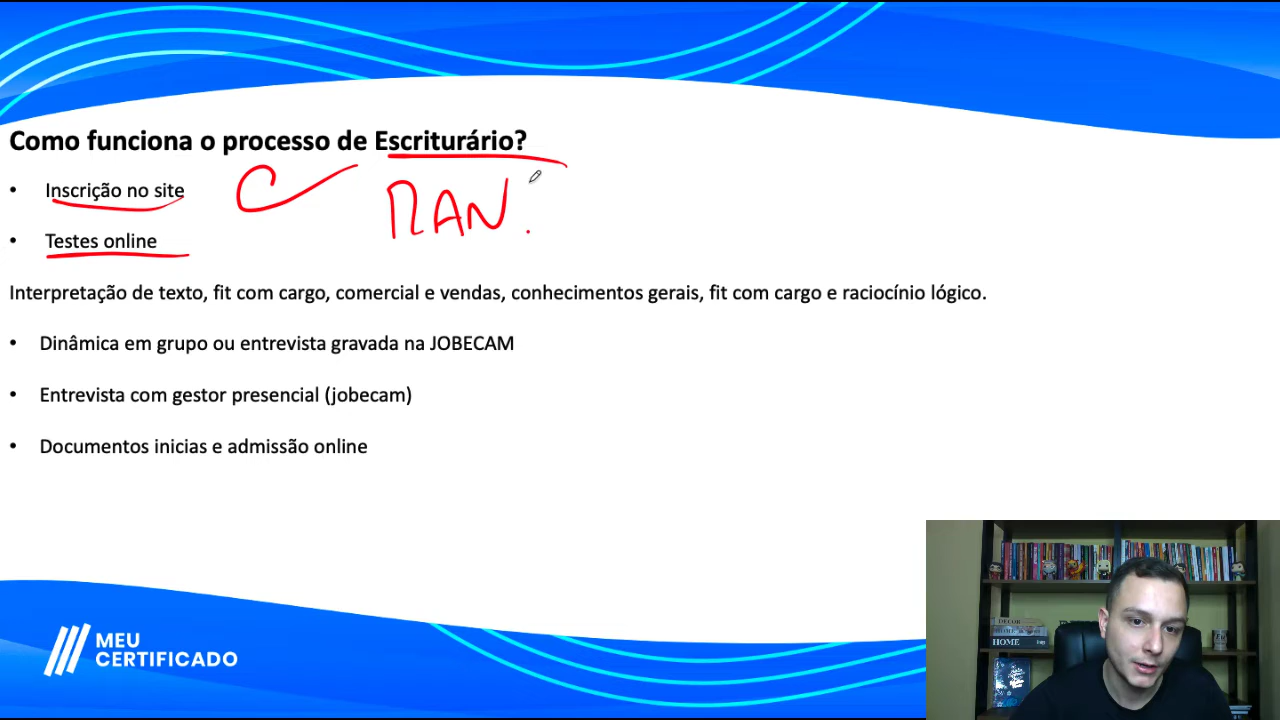 Como funciona o processo de Escriturário?
• Inscrição no site
RAN.
• Testes online
Interpretação de texto, fit com cargo, comercial e vendas, conhecimentos gerais, fit com cargo e raciocínio lógico.
• Dinâmica em grupo ou entrevista gravada na JOBECAM
• Entrevista com gestor presencial (jobecam)
• Documentos inicias e admissão online
HOME
MEU
CERTIFICADO